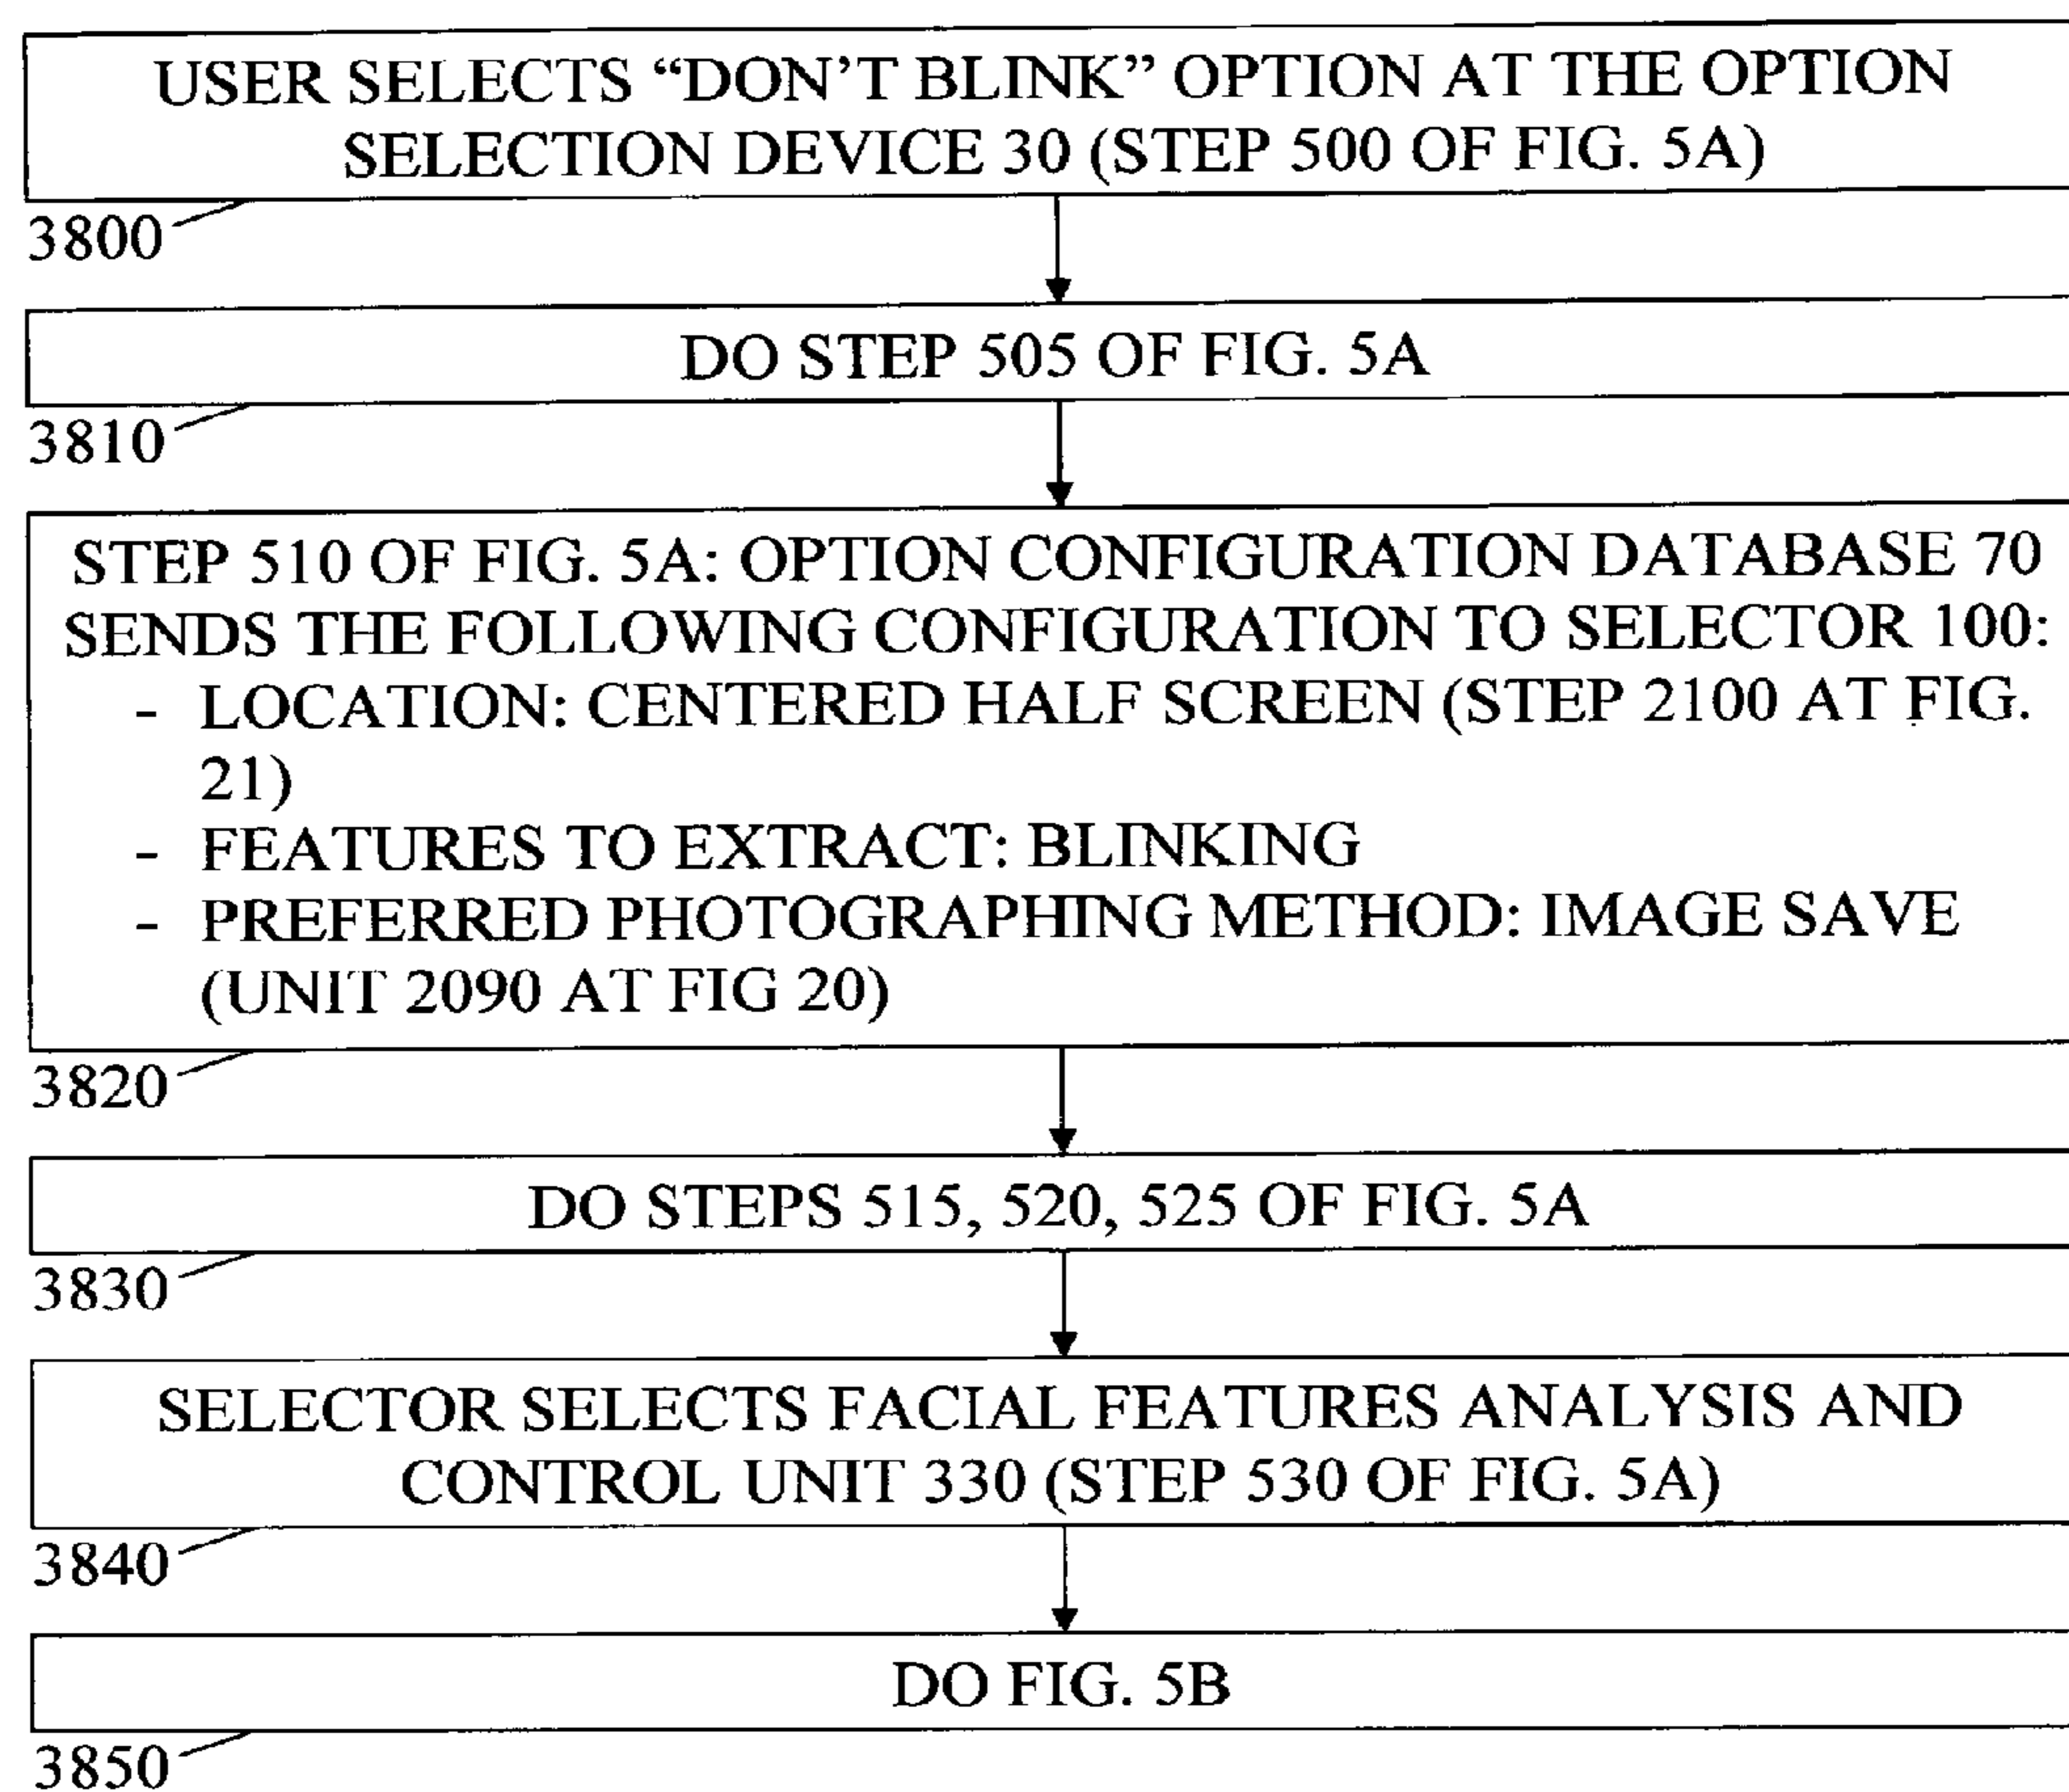 USER SELECTS “DON’T BLINK” OPTION AT THE OPTION
SELECTION DEVICE 30 (STEP 500 OF FIG. 5A)
3800
DO STEP 505 OF FIG. 5A
3810
STEP 510 OF FIG. 5A: OPTION CONFIGURATION DATABASE 70
SENDS THE FOLLOWING CONFIGURATION TO SELECTOR 100:
- LOCATION: CENTERED HALF SCREEN (STEP 2100 AT FIG.
21)
- FEATURES TO EXTRACT: BLINKING
- PREFERRED PHOTOGRAPHING METHOD: IMAGE SAVE
(UNIT 2090 AT FIG 20)
3820
DO STEPS 515, 520, 525 OF FIG. 5A
3830
SELECTOR SELECTS FACIAL FEATURES ANALYSIS AND
CONTROL UNIT 330 (STEP 530 OF FIG. 5A)
3840
DO FIG. 5B
3850